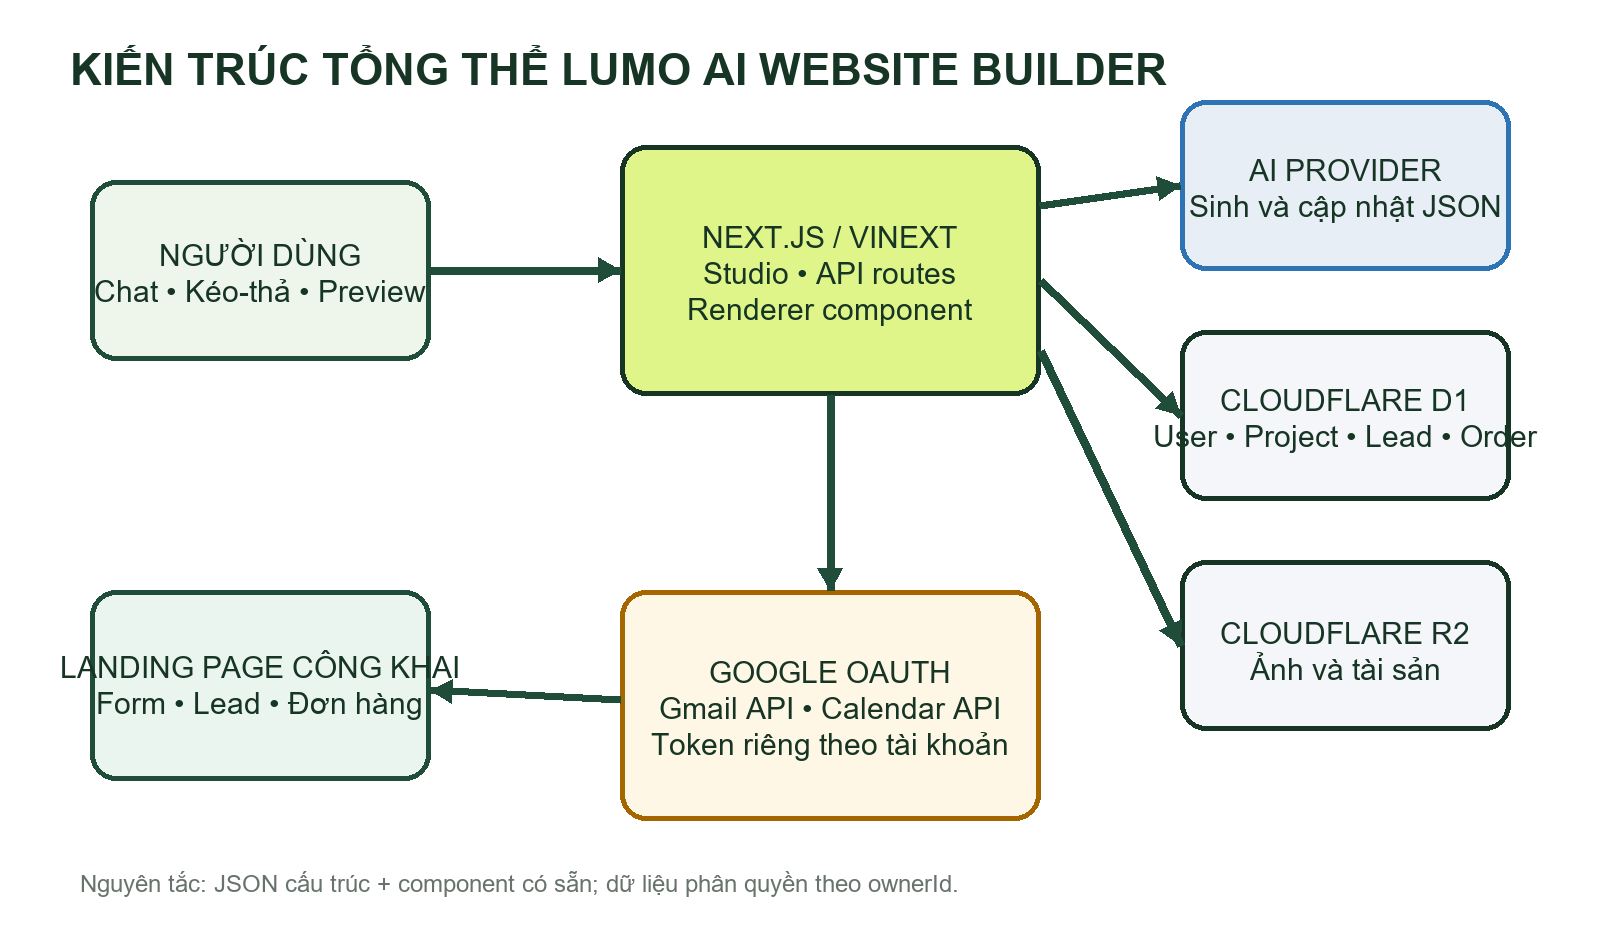 KIẾN TRÚC TỔNG THỂ LUMO AI WEBSITE BUILDER
NGƯỜI DÙNG
Chat • Kéo-thả • Preview
NEXT.JS / VINEXT
Studio • API routes
Renderer component
AI PROVIDER
Sinh và cập nhật JSON
CLOUDFLARE D1
User • Project • Lead • Order
CLOUDFLARE R2
Ảnh và tài sản
LANDING PAGE CÔNG KHAI
Form • Lead • Đơn hàng
GOOGLE OAUTH
Gmail API • Calendar API
Token riêng theo tài khoản
Nguyên tắc: JSON cấu trúc + component có sẵn; dữ liệu phân quyền theo ownerId.